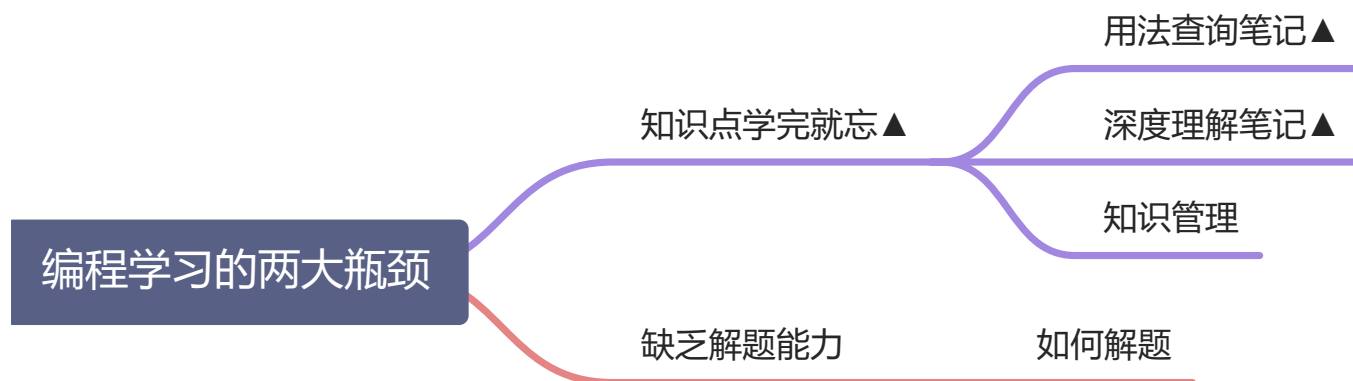 编程学习的两大瓶颈
知识点学完就忘▲
用法查询笔记▲
深度理解笔记▲
知识管理
缺乏解题能力
如何解题